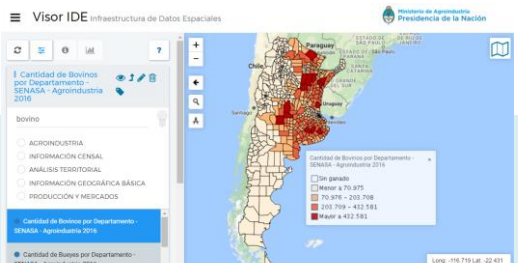 Visor IDE Infraestructura de Datos Espaciales
Ministerio de Agroindustria
Presidencia de la Nación
?
Cantidad de Bovinos
por Departamento -
SENASA - Agroindustria
2016
bovino
AGROINDUSTRIA
INFORMACIÓN CENSAL
ANÁLISIS TERRITORIAL
INFORMACIÓN GEOGRÁFICA BÁSICA
PRODUCCIÓN Y MERCADOS
Cantidad de Bovinos por Departamento -
SENASA - Agroindustria 2016
Cantidad de Bueyes por Departamento -
+
-
Paraguay
Chile
Santiago
Uruguay
Cantidad de Bovinos por Departamento -
SENASA - Agroindustria 2016
×
Sin ganado
Menor a 70.975
70.976 - 203.708
203.709 - 432.581
Mayor a 432.581
Long -116.719 Lat -22.431